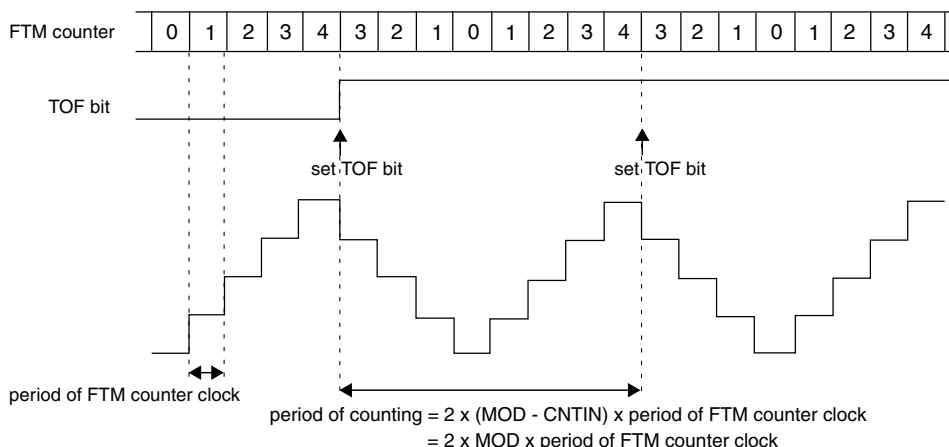 FTM counter 0 1 2 3 4 3 2 1 0 1 2 3 4 3 2 1 0 1 2 3 4
TOF bit
set TOF bit set TOF bit
period of FTM counter clock
period of counting = 2 x (MOD - CNTIN) x period of FTM counter clock
= 2 x MOD x period of FTM counter clock